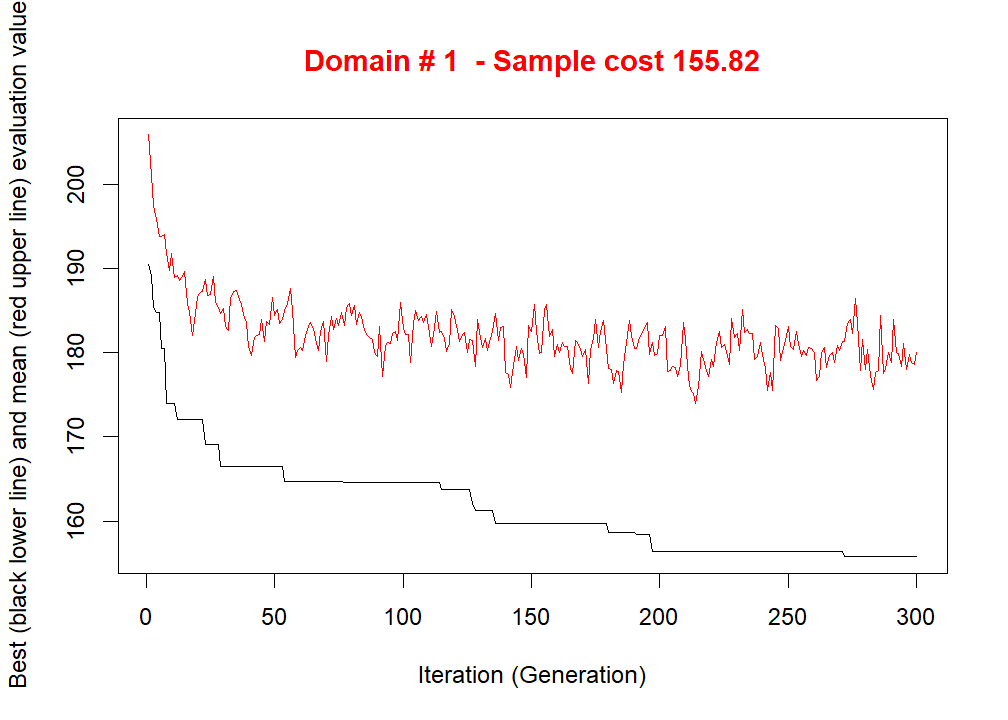 Domain # 1  - Sample cost 155.82
Best (black lower line) and mean (red upper line) evaluation value
200
190
180
170
160
0 50 100 150 200 250 300
Iteration (Generation)